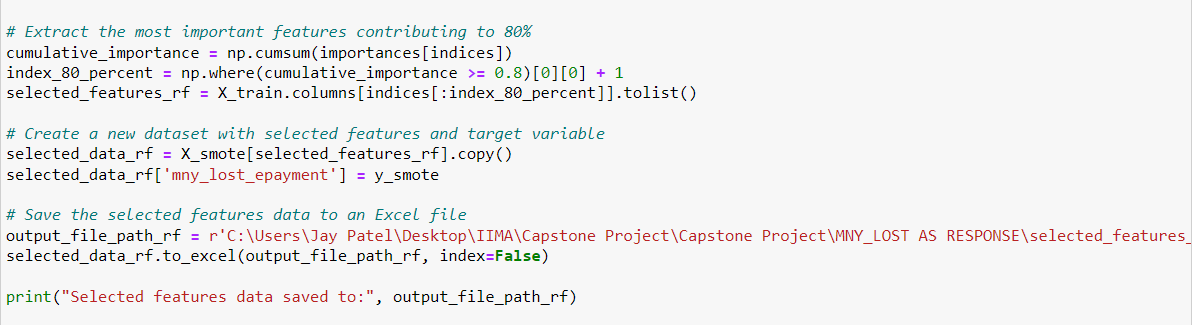 # Extract the most important features contributing to 80%
cumulative_importance = np.cumsum(importances[indices])
index_80_percent = np.where(cumulative_importance >= 0.8)[0][0] + 1
selected_features_rf = X_train.columns[indices[:index_80_percent]].tolist()
# Create a new dataset with selected features and target variable
selected_data_rf = X_smote[selected_features_rf].copy()
selected_data_rf['mny_lost_epayment'] = y_smote
# Save the selected features data to an Excel file
output_file_path_rf = r'C:\Users\Jay Patel\Desktop\IIMA\Capstone Project\Capstone Project\MNY_LOST AS RESPONSE\selected_features_
selected_data_rf.to_excel(output_file_path_rf, index=False)
print("Selected features data saved to:", output_file_path_rf)